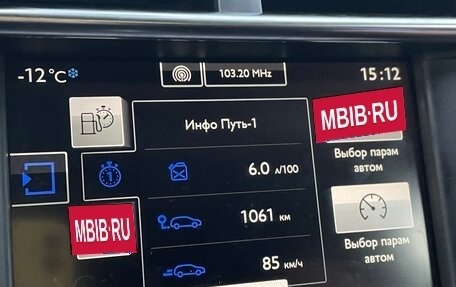 -12°C
103.20 MHz
15:12
Инфо Путь-1
MBIB.RU
Выбор парам
автом
1
6.0 л/100
1061 км
MBIB.RU
85 км/ч
Выбор парам
автом